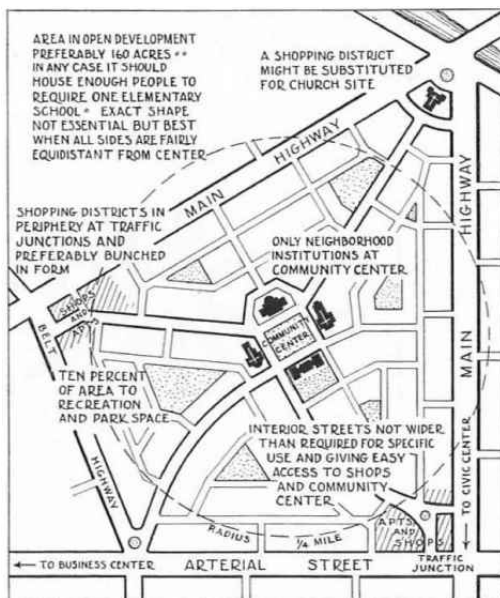 AREA IN OPEN DEVELOPMENT
PREFERABLY 160 ACRES **
IN ANY CASE IT SHOULD
HOUSE ENOUGH PEOPLE TO
REQUIRE ONE ELEMENTARY
SCHOOL * EXACT SHAPE
NOT ESSENTIAL BUT BEST
WHEN ALL SIDES ARE FAIRLY
EQUIDISTANT FROM CENTER
A SHOPPING DISTRICT
MIGHT BE SUBSTITUTED
FOR CHURCH SITE
MAIN HIGHWAY
HIGHWAY
MAIN
SHOPPING DISTRICTS IN
PERIPHERY AT TRAFFIC
JUNCTIONS AND
PREFERABLY BUNCHED
IN FORM
ONLY NEIGHBORHOOD
INSTITUTIONS AT
COMMUNITY CENTER
SHOPS
AND
APTS
COMMUNITY
CENTER
BELT
HIGHWAY
TEN PERCENT
OF AREA TO
RECREATION
AND PARK SPACE
INTERIOR STREETS NOT WIDER
THAN REQUIRED FOR SPECIFIC
USE AND GIVING EASY
ACCESS TO SHOPS
AND COMMUNITY
CENTER
TO CIVIC CENTER
RADIUS 1/4 MILE
APTS
AND
SHOPS
← TO BUSINESS CENTER
ARTERIAL STREET
TRAFFIC
JUNCTION